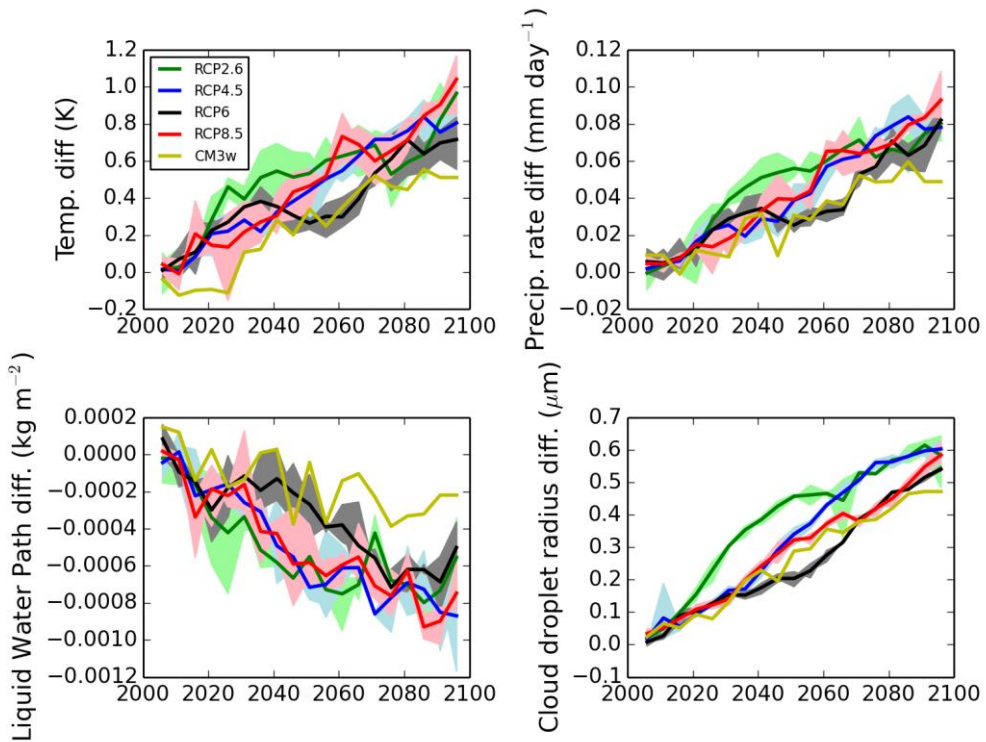 Temp. diff (K)
1.2
1.0
0.8
0.6
0.4
0.2
0.0
−0.2
RCP2.6
RCP4.5
RCP6
RCP8.5
CM3w
2000 2020 2040 2060 2080 2100
Precip. rate diff (mm day⁻¹)
0.12
0.10
0.08
0.06
0.04
0.02
0.00
−0.02
2000 2020 2040 2060 2080 2100
Liquid Water Path diff. (kg m⁻²)
0.0002
0.0000
−0.0002
−0.0004
−0.0006
−0.0008
−0.0010
−0.0012
2000 2020 2040 2060 2080 2100
Cloud droplet radius diff. (μm)
0.7
0.6
0.5
0.4
0.3
0.2
0.1
0.0
−0.1
2000 2020 2040 2060 2080 2100